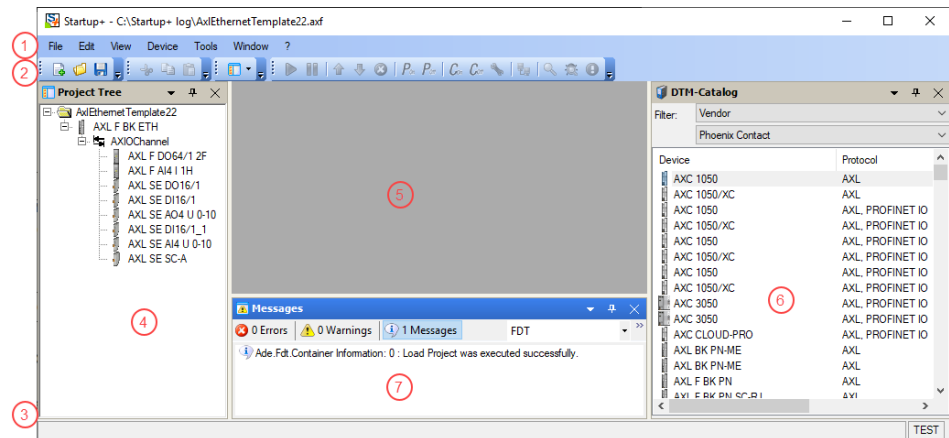 Startup+ - C:\Startup+ log\AxlEthernetTemplate22.axf
1
File Edit View Device Tools Window ?
2
Project Tree
AxlEthernetTemplate22
AXL F BK ETH
AXIOChannel
AXL F DO64/1 2F
AXL F AI4 I 1H
AXL SE DO16/1
AXL SE DI16/1
AXL SE AO4 U 0-10
AXL SE DI16/1_1
AXL SE AI4 U 0-10
AXL SE SC-A
4
3
5
Messages
0 Errors 0 Warnings 1 Messages FDT
Ade.Fdt.Container Information: 0 : Load Project was executed successfully.
7
DTM-Catalog
Filter: Vendor
Phoenix Contact
Device Protocol
AXC 1050 AXL
AXC 1050/XC AXL
AXC 1050 AXL, PROFINET IO
AXC 1050/XC AXL, PROFINET IO
AXC 1050 AXL, PROFINET IO
AXC 1050/XC AXL, PROFINET IO
AXC 1050 AXL, PROFINET IO
AXC 1050/XC AXL, PROFINET IO
AXC 3050 AXL, PROFINET IO
AXC 3050 AXL, PROFINET IO
AXC CLOUD-PRO AXL, PROFINET IO
AXL BK PN-ME AXL
AXL BK PN-ME AXL
AXL F BK PN AXL
AXL F BK PN SC-RJ AXL
6
TEST